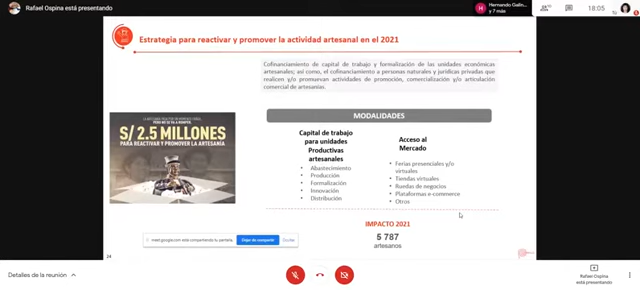 Rafael Ospina está presentando
Hernando Galin...
y 7 más
18:05
Estrategia para reactivar y promover la actividad artesanal en el 2021
Cofinanciamiento de capital de trabajo y formalización de las unidades económicas
artesanales; así como, el cofinanciamiento a personas naturales y jurídicas privadas que
realicen y/o promuevan actividades de promoción, comercialización y/o articulación
comercial de artesanías.
S/ 2.5 MILLONES
PARA REACTIVAR Y PROMOVER LA ARTESANÍA
MODALIDADES
Capital de trabajo
para unidades
Productivas
artesanales
• Abastecimiento
• Producción
• Formalización
• Innovación
• Distribución
Acceso al
Mercado
• Ferias presenciales y/o
virtuales
• Tiendas virtuales
• Ruedas de negocios
• Plataformas e-commerce
• Otros
IMPACTO 2021
5 787
artesanos
meet.google.com está compartiendo tu pantalla.
Dejar de compartir
Ocultar
24
Detalles de la reunión
Rafael Ospina
está presentando